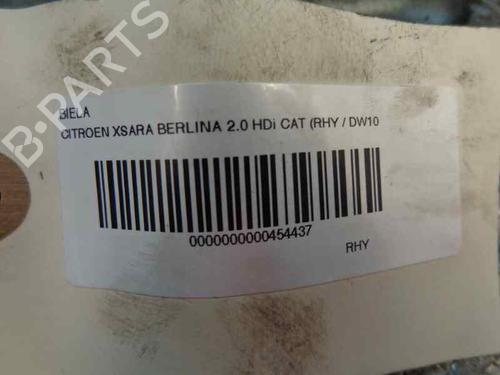 B-PARTS
BIELA
CITROEN XSARA BERLINA 2.0 HDi CAT (RHY / DW10
0000000000454437
RHY